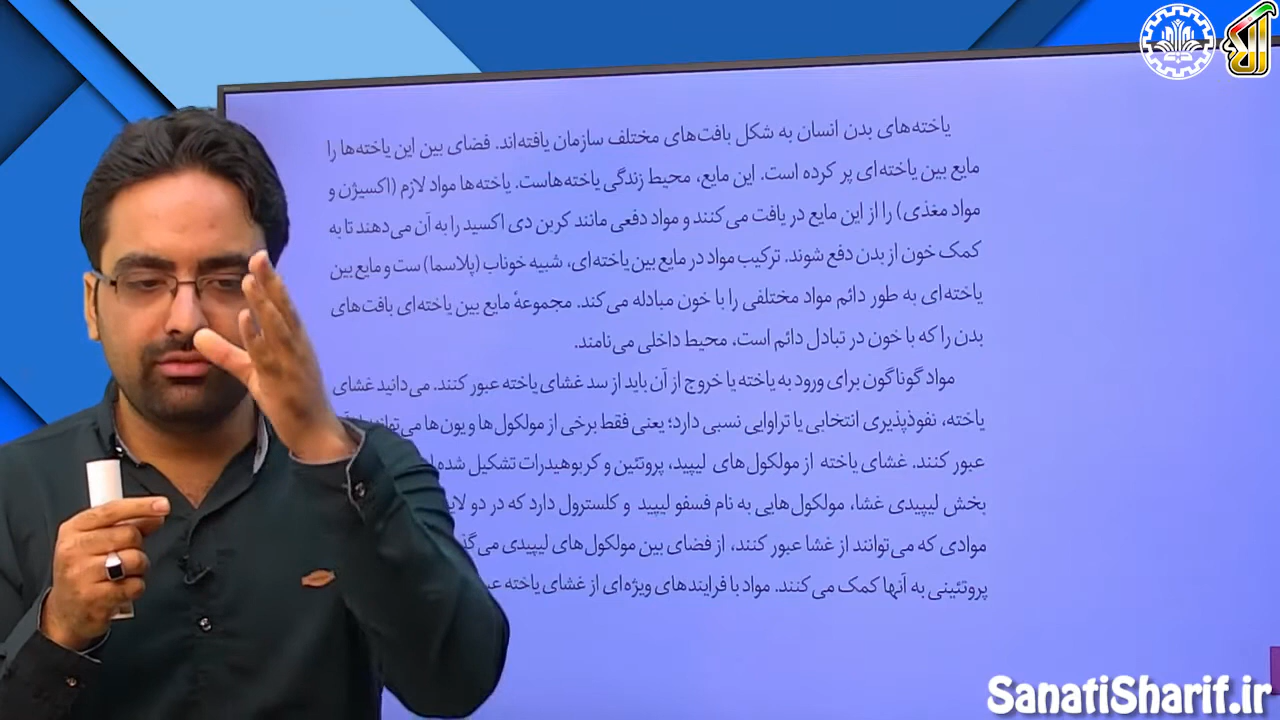 آلاء
یاخته‌های بدن انسان به شکل بافت‌های مختلف سازمان یافته‌اند. فضای بین این یاخته‌ها را
مایع بین یاخته‌ای پر کرده است. این مایع، محیط زندگی یاخته‌هاست. یاخته‌ها مواد لازم (اکسیژن و
مواد مغذی) را از این مایع دریافت می‌کنند و مواد دفعی مانند کربن دی اکسید را به آن می‌دهند تا به
کمک خون از بدن دفع شوند. ترکیب مواد در مایع بین یاخته‌ای، شبیه خوناب (پلاسما) ست و مایع بین
یاخته‌ای به طور دائم مواد مختلفی را با خون مبادله می‌کند. مجموعهٔ مایع بین یاخته‌ای بافت‌های
بدن را که با خون در تبادل دائم است، محیط داخلی می‌نامند.
مواد گوناگون برای ورود به یاخته یا خروج از آن باید از سد غشای یاخته عبور کنند. می‌دانید غشای
یاخته، نفوذپذیری انتخابی یا تراوایی نسبی دارد؛ یعنی فقط برخی از مولکول‌ها و یون‌ها
عبور کنند. غشای یاخته از مولکول‌های لیپید، پروتئین و کربوهیدرات تشکیل
بخش لیپیدی غشا، مولکول‌هایی به نام فسفو لیپید و کلسترول دارد که در دو
موادی که می‌توانند از غشا عبور کنند، از فضای بین مولکول‌های لیپیدی
پروتئینی به آنها کمک می‌کنند. مواد با فرایندهای ویژه‌ای از غشای یاخته
SanatiSharif.ir